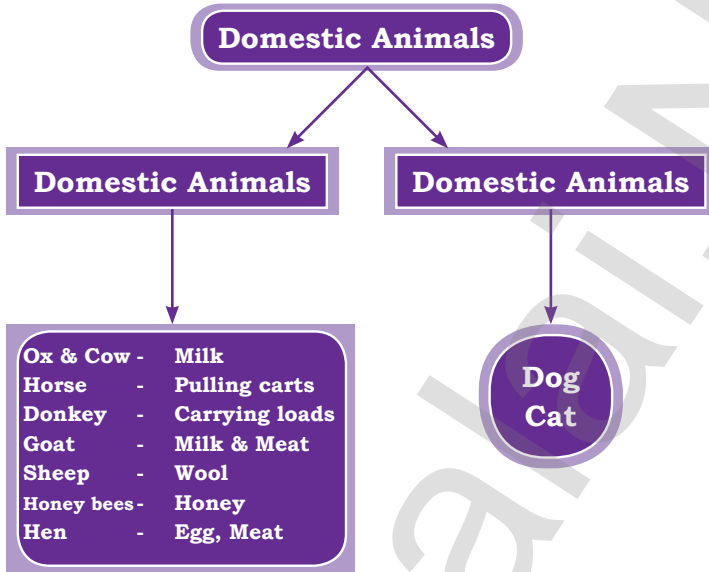 Domestic Animals
Domestic Animals
Domestic Animals
Ox & Cow - Milk
Horse - Pulling carts
Donkey - Carrying loads
Goat - Milk & Meat
Sheep - Wool
Honey bees - Honey
Hen - Egg, Meat
Dog
Cat